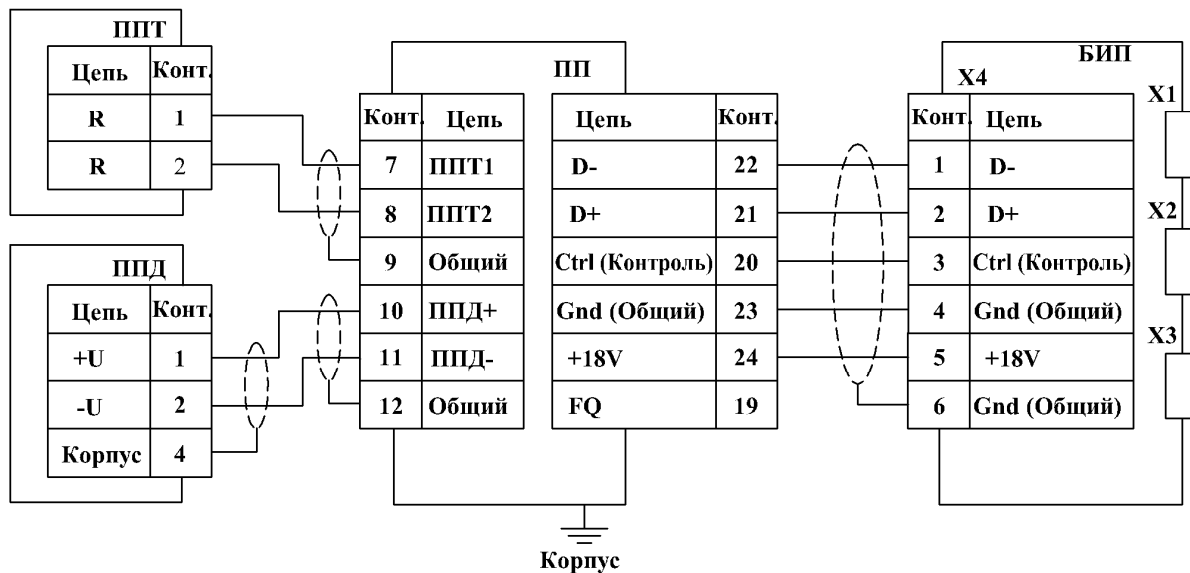 ППТ
Цепь Конт.
R 1
R 2
ППД
Цепь Конт.
+U 1
-U 2
Корпус 4
ПП
Конт. Цепь
7 ППТ1
8 ППТ2
9 Общий
10 ППД+
11 ППД-
12 Общий
Цепь Конт.
D- 22
D+ 21
Ctrl (Контроль) 20
Gnd (Общий) 23
+18V 24
FQ 19
Корпус
БИП
X4
Конт. Цепь
1 D-
2 D+
3 Ctrl (Контроль)
4 Gnd (Общий)
5 +18V
6 Gnd (Общий)
X1
X2
X3